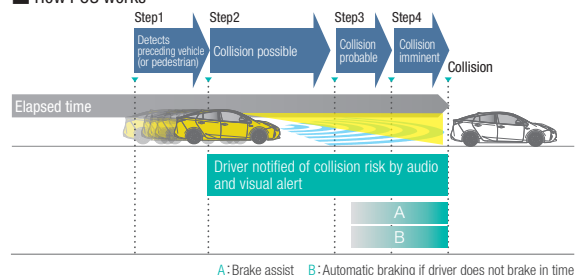 How PCS works
Step1 Step2 Step3 Step4
Detects
preceding vehicle
(or pedestrian)
Collision possible
Collision
probable
Collision
imminent
Collision
Elapsed time
Driver notified of collision risk by audio
and visual alert
A
B
A:Brake assist B:Automatic braking if driver does not brake in time